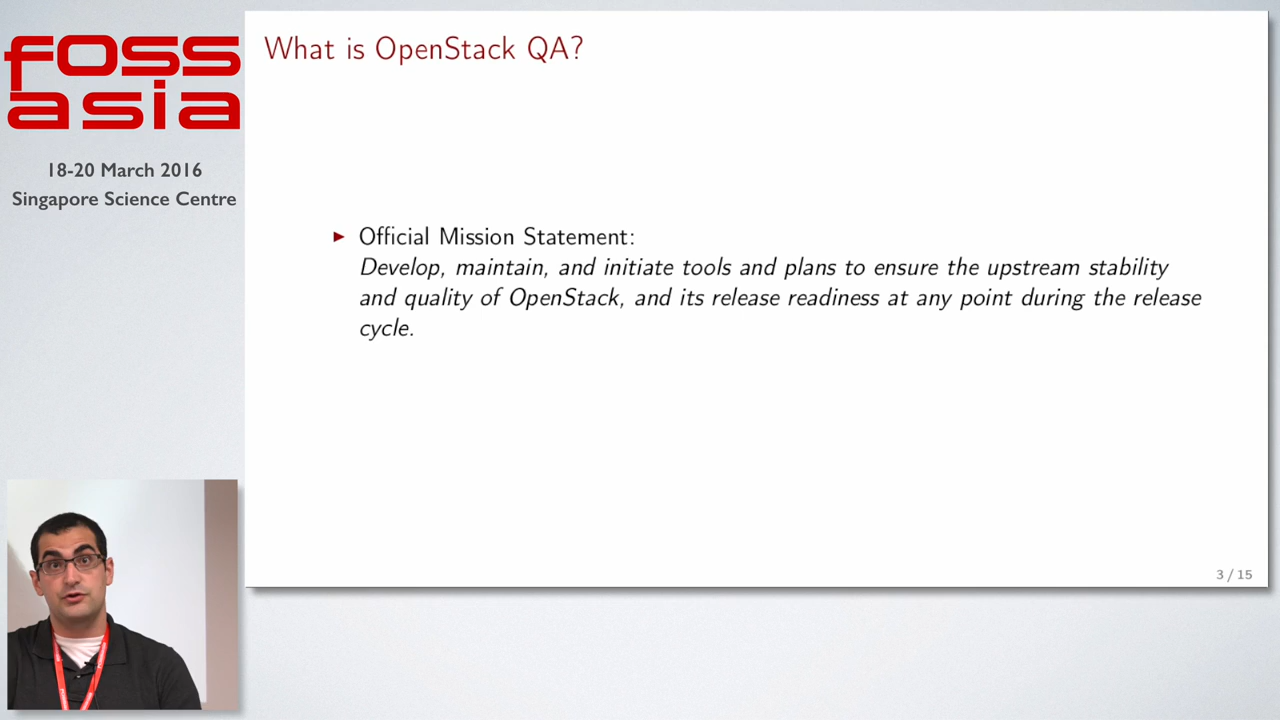 foss
asia
18-20 March 2016
Singapore Science Centre
What is OpenStack QA?
Official Mission Statement:
Develop, maintain, and initiate tools and plans to ensure the upstream stability
and quality of OpenStack, and its release readiness at any point during the release
cycle.
3 / 15